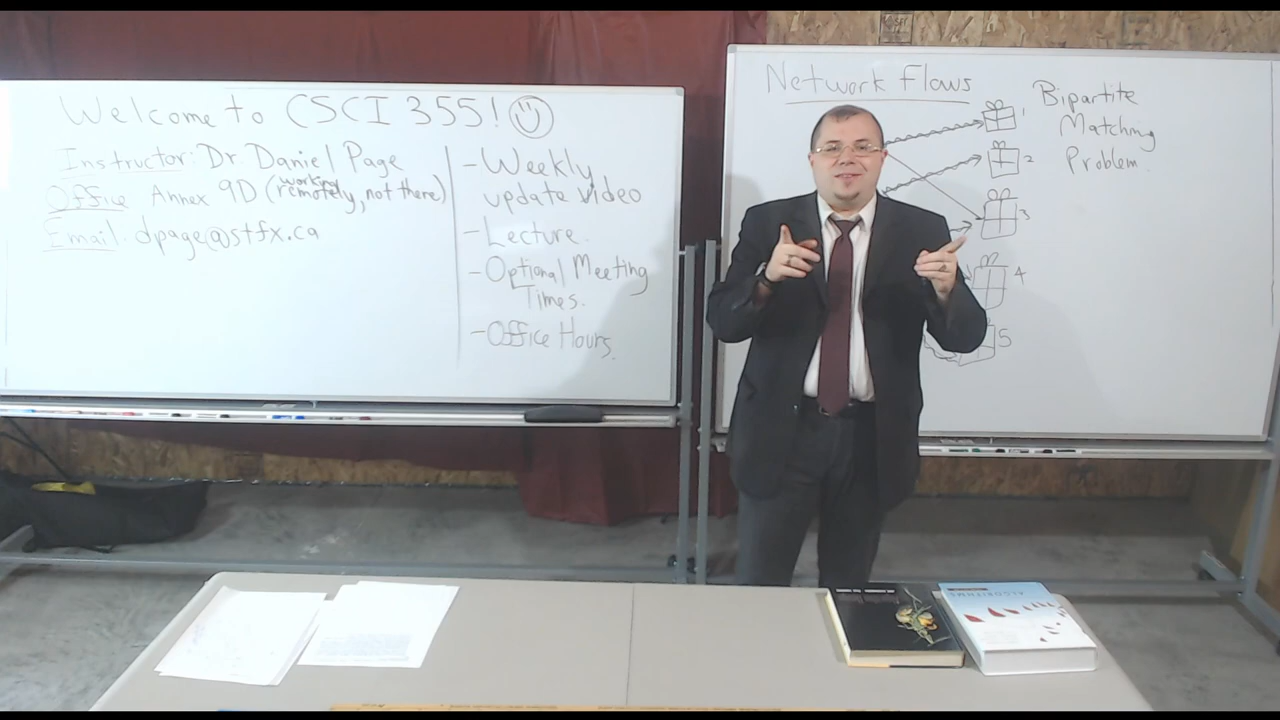 Welcome to CSCI 355!
Instructor: Dr. Daniel Page
working
Office Annex 9D (remotely, not there)
Email: dpage@stfx.ca
- Weekly
update video
- Lecture.
- Optional Meeting
Times.
- Office Hours.
Network Flows
1
2
3
4
5
Bipartite
Matching
Problem
ALGORITHMS